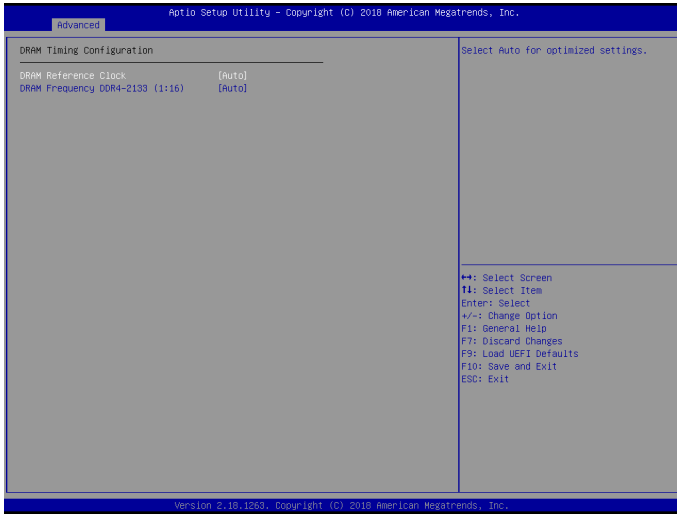 Aptio Setup Utility – Copyright (C) 2018 American Megatrends, Inc.
Advanced
DRAM Timing Configuration
DRAM Reference Clock [Auto]
DRAM Frequency DDR4-2133 (1:16) [Auto]
Select Auto for optimized settings.
↔: Select Screen
↑↓: Select Item
Enter: Select
+/-: Change Option
F1: General Help
F7: Discard Changes
F9: Load UEFI Defaults
F10: Save and Exit
ESC: Exit
Version 2.18.1263. Copyright (C) 2018 American Megatrends, Inc.